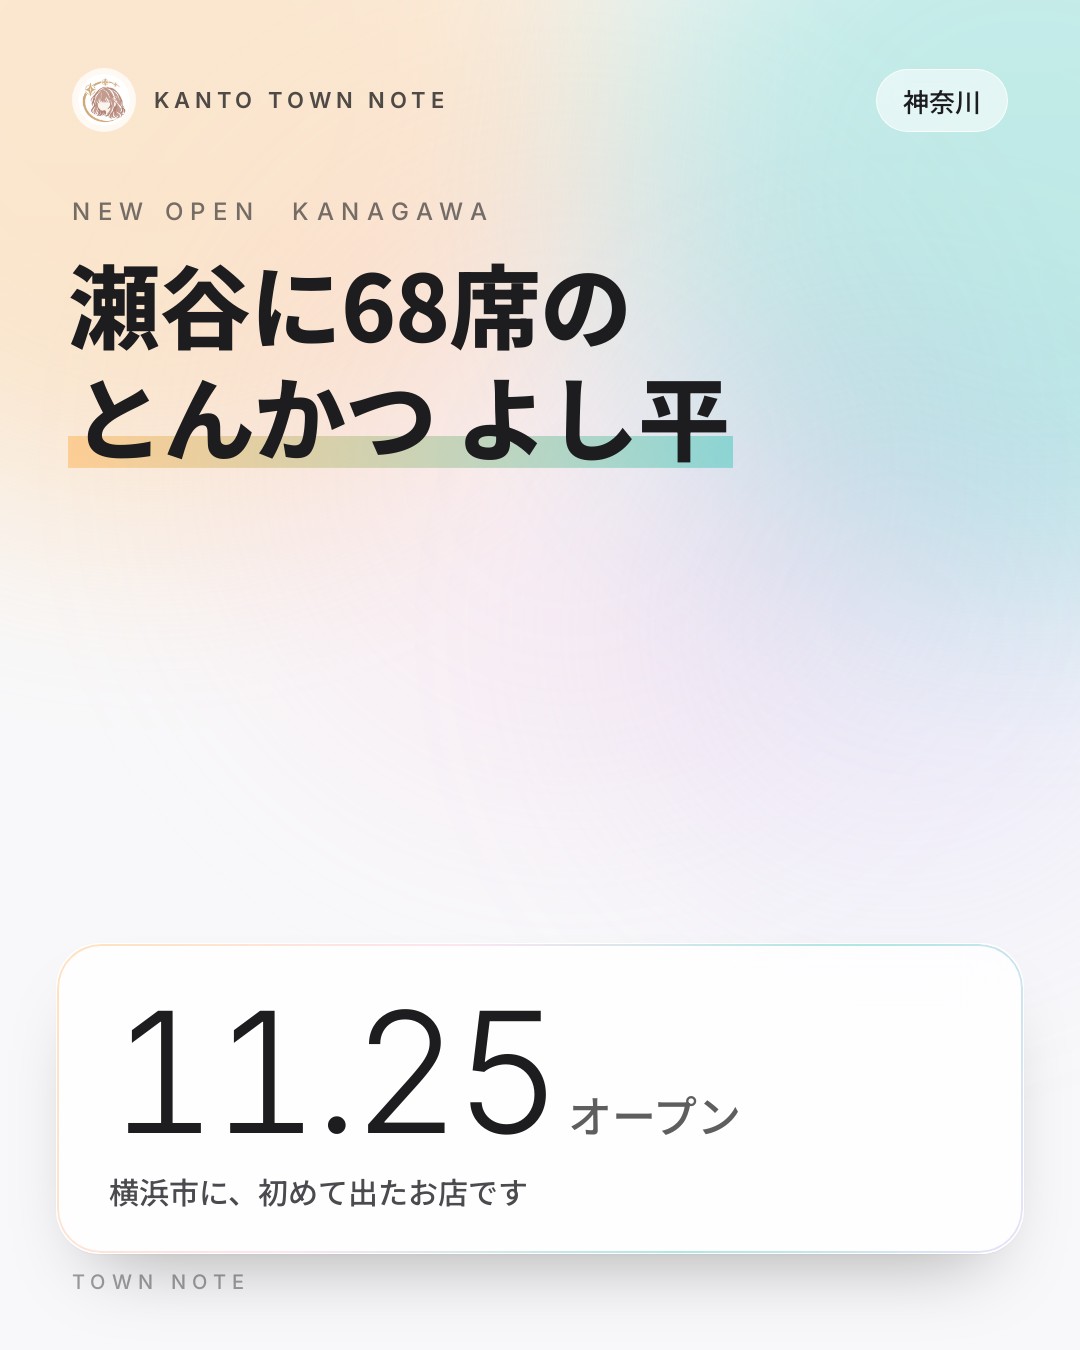 KANTO TOWN NOTE
神奈川
NEW OPEN KANAGAWA
瀬谷に68席の
とんかつ よし平
11.25 オープン
横浜市に、初めて出たお店です
TOWN NOTE